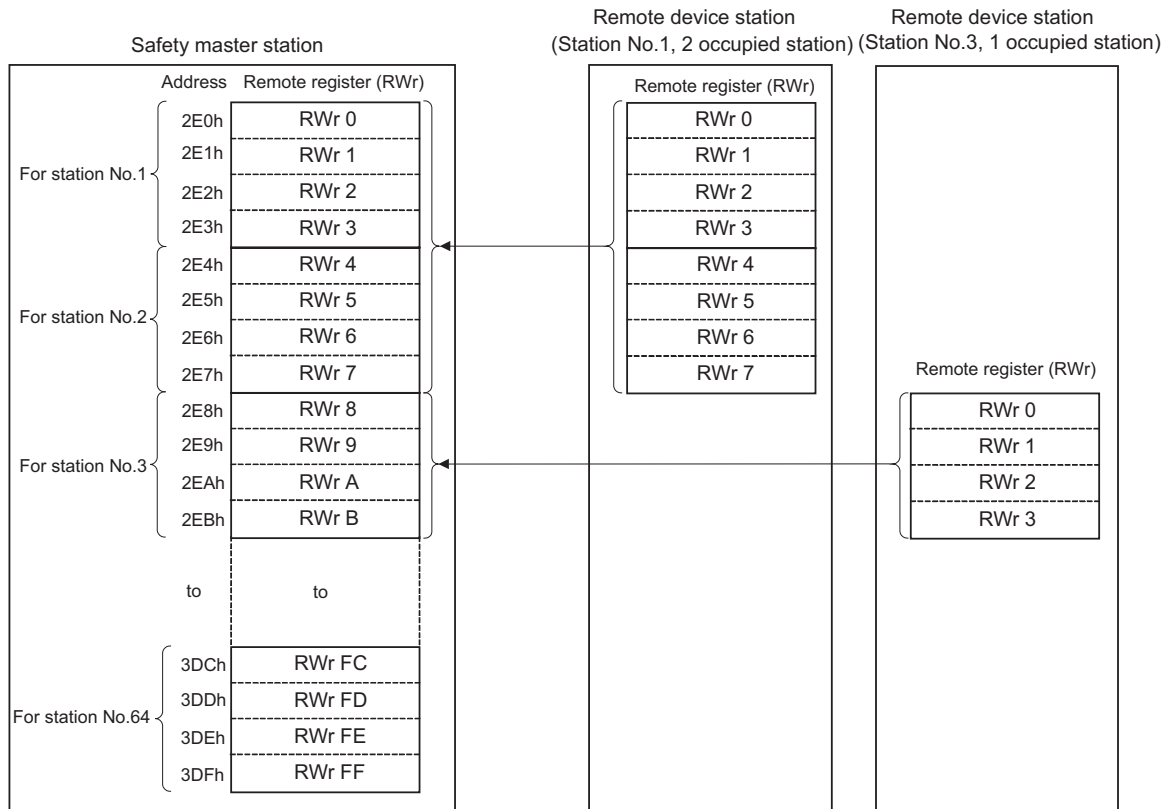 Safety master station
Address Remote register (RWr)
For station No.1
2E0h RWr 0
2E1h RWr 1
2E2h RWr 2
2E3h RWr 3
For station No.2
2E4h RWr 4
2E5h RWr 5
2E6h RWr 6
2E7h RWr 7
For station No.3
2E8h RWr 8
2E9h RWr 9
2EAh RWr A
2EBh RWr B
to to
For station No.64
3DCh RWr FC
3DDh RWr FD
3DEh RWr FE
3DFh RWr FF
Remote device station
(Station No.1, 2 occupied station)
Remote register (RWr)
RWr 0
RWr 1
RWr 2
RWr 3
RWr 4
RWr 5
RWr 6
RWr 7
Remote device station
(Station No.3, 1 occupied station)
Remote register (RWr)
RWr 0
RWr 1
RWr 2
RWr 3